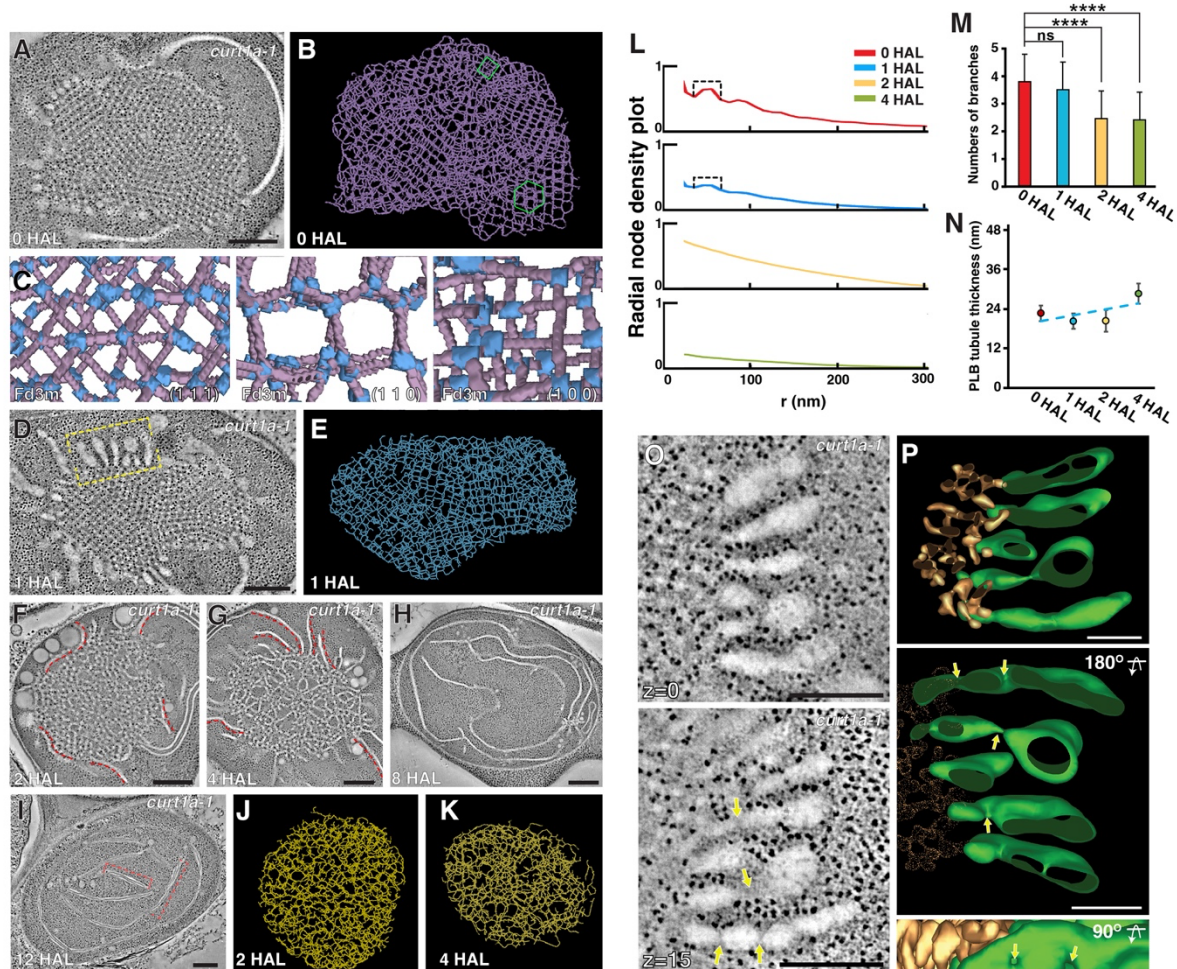 A
curt1a-1
0 HAL
B
0 HAL
C
Fd3m
(1 1 1)
Fd3m
(1 1 0)
Fd3m
(1 0 0)
D
curt1a-1
1 HAL
E
1 HAL
F
curt1a-1
2 HAL
G
curt1a-1
4 HAL
H
8 HAL
I
curt1a-1
12 HAL
J
2 HAL
K
4 HAL
L
0 HAL
1 HAL
2 HAL
4 HAL
Radial node density plot
1
0
1
0
1
0
1
0
0
100
200
300
r (nm)
M
****
****
ns
Numbers of branches
5
4
3
2
1
0
0 HAL
1 HAL
2 HAL
4 HAL
N
PLB tubule thickness (nm)
48
36
24
12
0 HAL
1 HAL
2 HAL
4 HAL
O
curt1a-1
z=0
curt1a-1
z=15
P
180º
90º